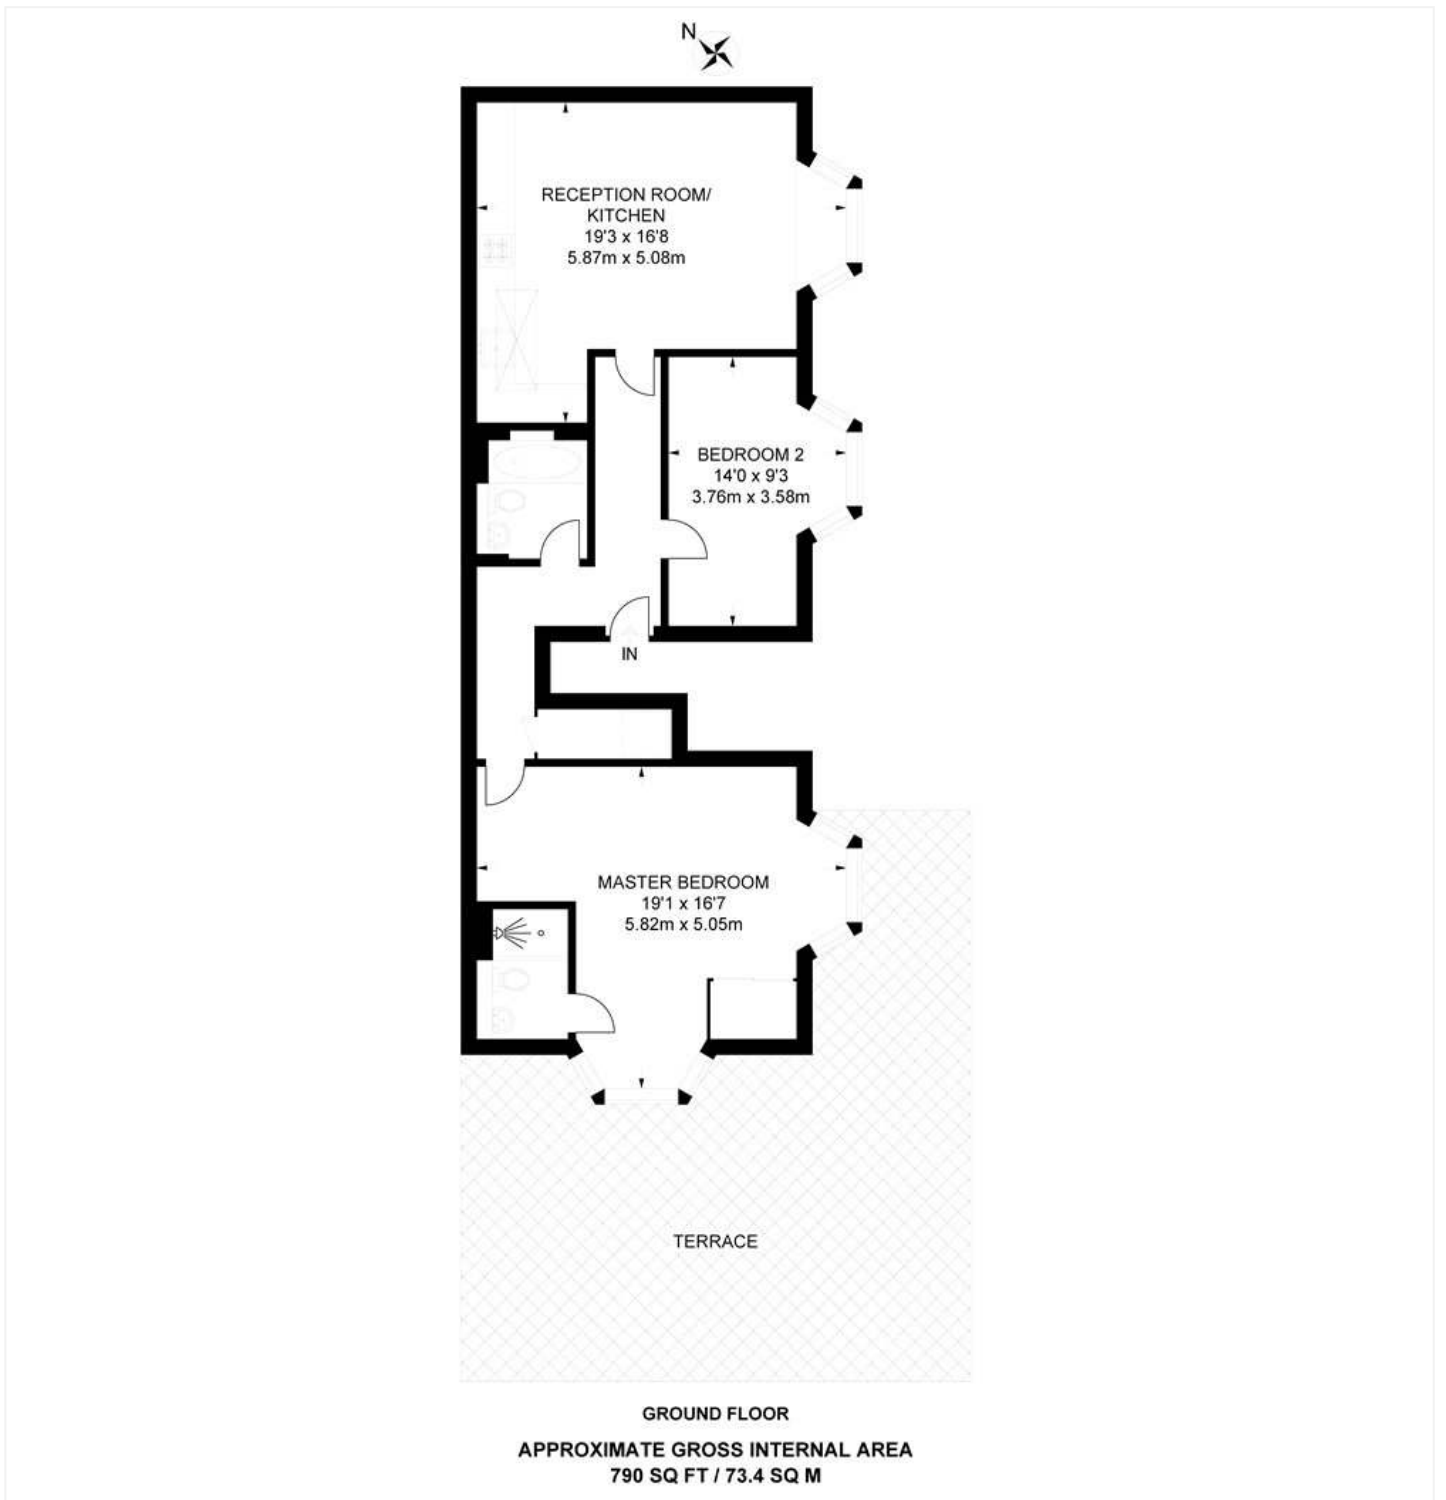 N
RECEPTION ROOM/
KITCHEN
19'3 x 16'8
5.87m x 5.08m
BEDROOM 2
14'0 x 9'3
3.76m x 3.58m
IN
MASTER BEDROOM
19'1 x 16'7
5.82m x 5.05m
TERRACE
GROUND FLOOR
APPROXIMATE GROSS INTERNAL AREA
790 SQ FT / 73.4 SQ M